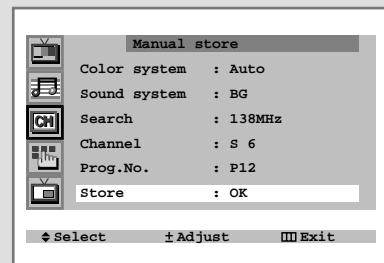 Manual store
Color system : Auto
Sound system : BG
CH
Search : 138MHz
Channel : S 6
Prog.No. : P12
Store : OK
Select ± Adjust Exit